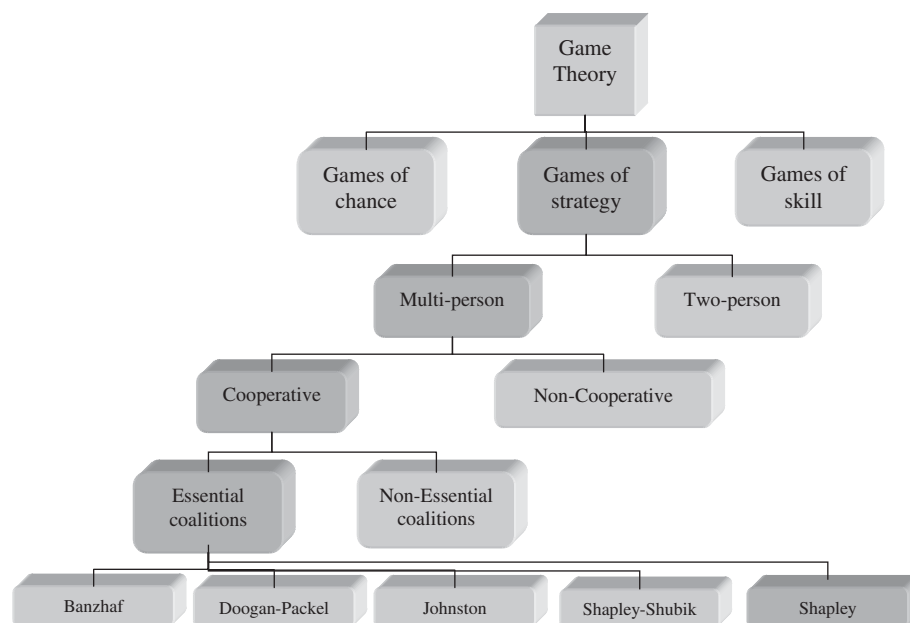 Game
Theory
Games of
chance
Games of
strategy
Games of
skill
Multi-person
Two-person
Cooperative
Non-Cooperative
Essential
coalitions
Non-Essential
coalitions
Banzhaf
Doogan-Packel
Johnston
Shapley-Shubik
Shapley